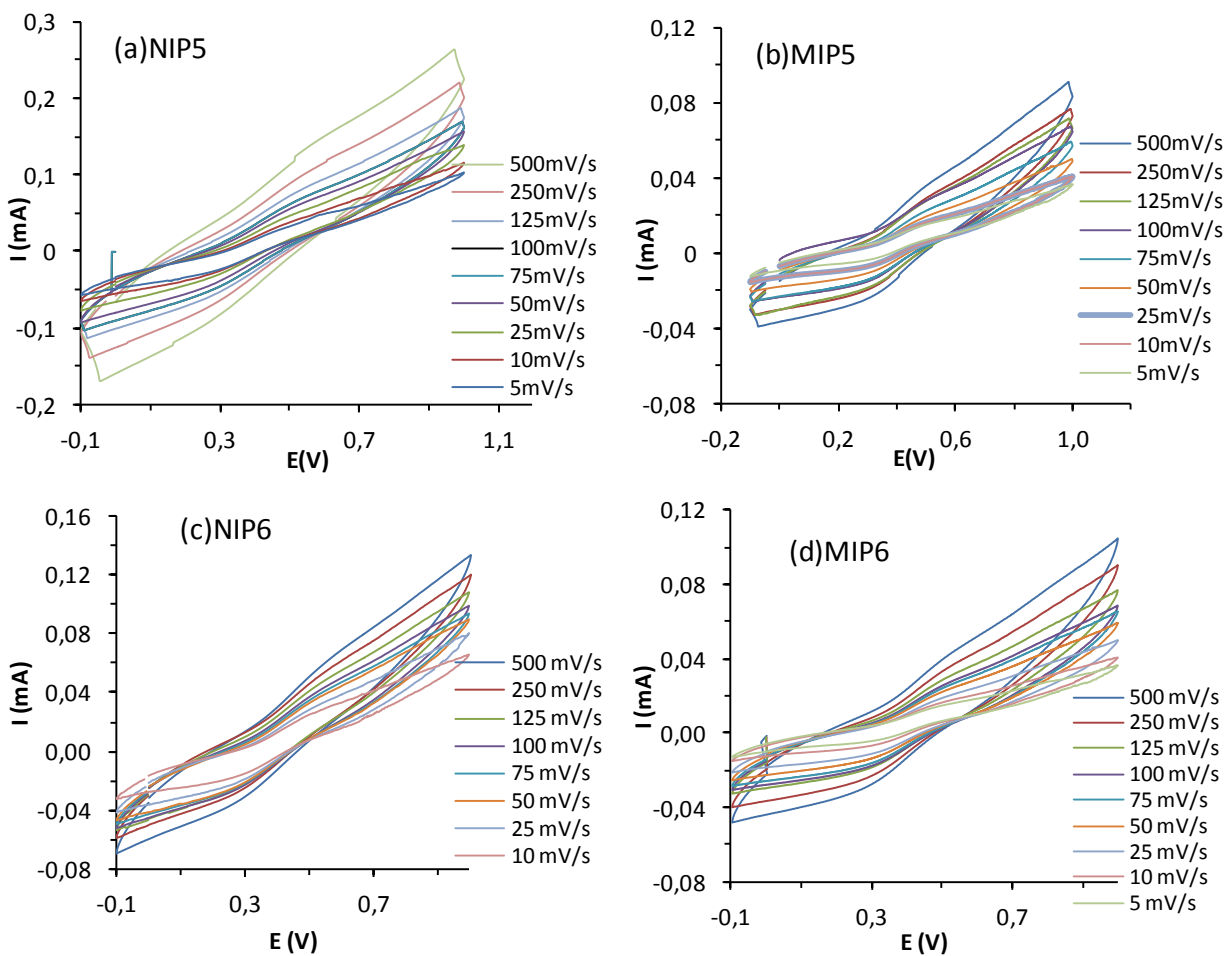 (a)NIP5
I (mA)
0,3
0,2
0,1
0
-0,1
-0,2
-0,1
0,3
0,7
1,1
E(V)
500mV/s
250mV/s
125mV/s
100mV/s
75mV/s
50mV/s
25mV/s
10mV/s
5mV/s
(b)MIP5
I (mA)
0,12
0,08
0,04
0
-0,04
-0,08
-0,2
0,2
0,6
1,0
E(V)
500mV/s
250mV/s
125mV/s
100mV/s
75mV/s
50mV/s
25mV/s
10mV/s
5mV/s
(c)NIP6
I (mA)
0,16
0,12
0,08
0,04
0,00
-0,04
-0,08
-0,1
0,3
0,7
E (V)
500 mV/s
250 mV/s
125 mV/s
100 mV/s
75 mV/s
50 mV/s
25 mV/s
10 mV/s
(d)MIP6
I (mA)
0,12
0,08
0,04
0,00
-0,04
-0,08
-0,1
0,3
0,7
E (V)
500 mV/s
250 mV/s
125 mV/s
100 mV/s
75 mV/s
50 mV/s
25 mV/s
10 mV/s
5 mV/s